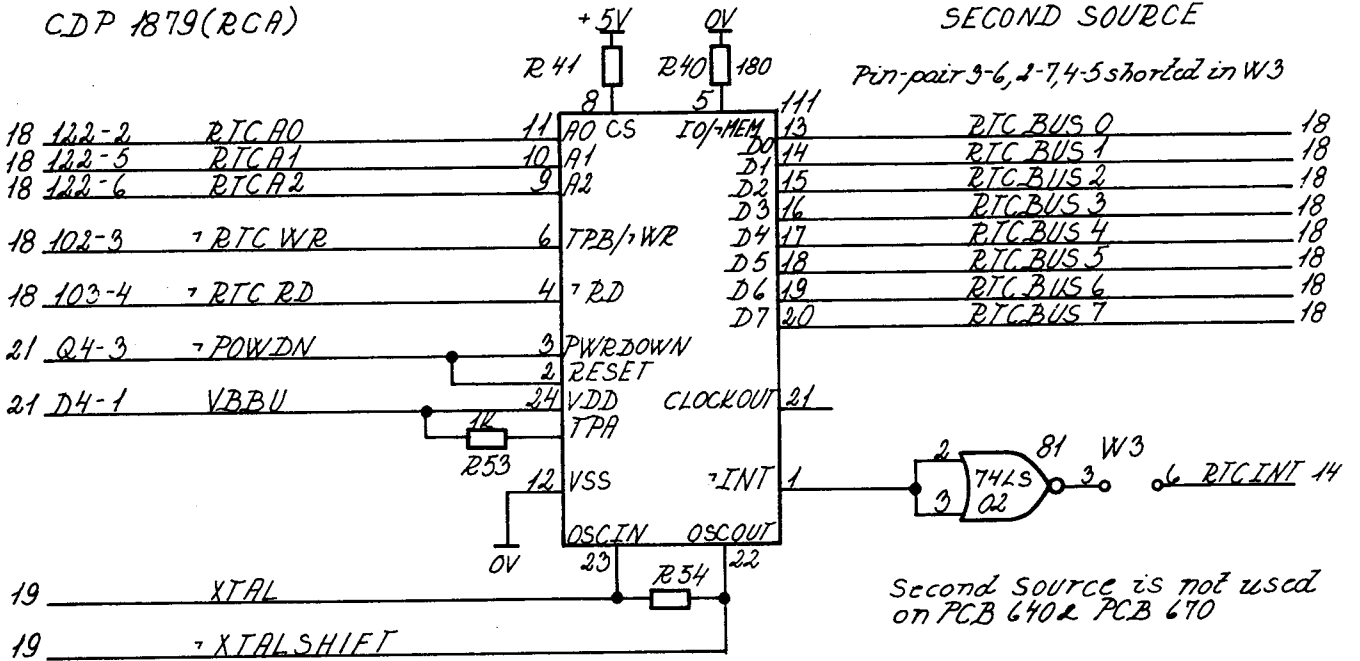 CDP 1879(RCA)
+5V
0V
SECOND SOURCE
R41
R40
180
Pin-pair 3-6, 2-7, 4-5 shorted in W3
8
5
111
18 122-2 RTC A0 11 A0 CS IO/¬MEM 13 RTC BUS 0 18
D0
18 122-5 RTC A1 10 A1 D1 14 RTC BUS 1 18
18 122-6 RTC A2 9 A2 D2 15 RTC BUS 2 18
D3 16 RTC BUS 3 18
18 102-3 ¬RTC WR 6 TPB/¬WR D4 17 RTC BUS 4 18
D5 18 RTC BUS 5 18
18 103-4 ¬RTC RD 4 ¬RD D6 19 RTC BUS 6 18
D7 20 RTC BUS 7 18
21 Q4-3 ¬POWDN 3 PWRDOWN
2 RESET
21 D4-1 VBBU 24 VDD CLOCKOUT 21
1K TPA
R53
2 81 W3
12 VSS ¬INT 1 74LS 3 6 RTCINT 14
3 02
OSCIN OSCOUT
0V 23 22
R54
19 XTAL
Second source is not used
on PCB 640 & PCB 670
19 ¬XTALSHIFT